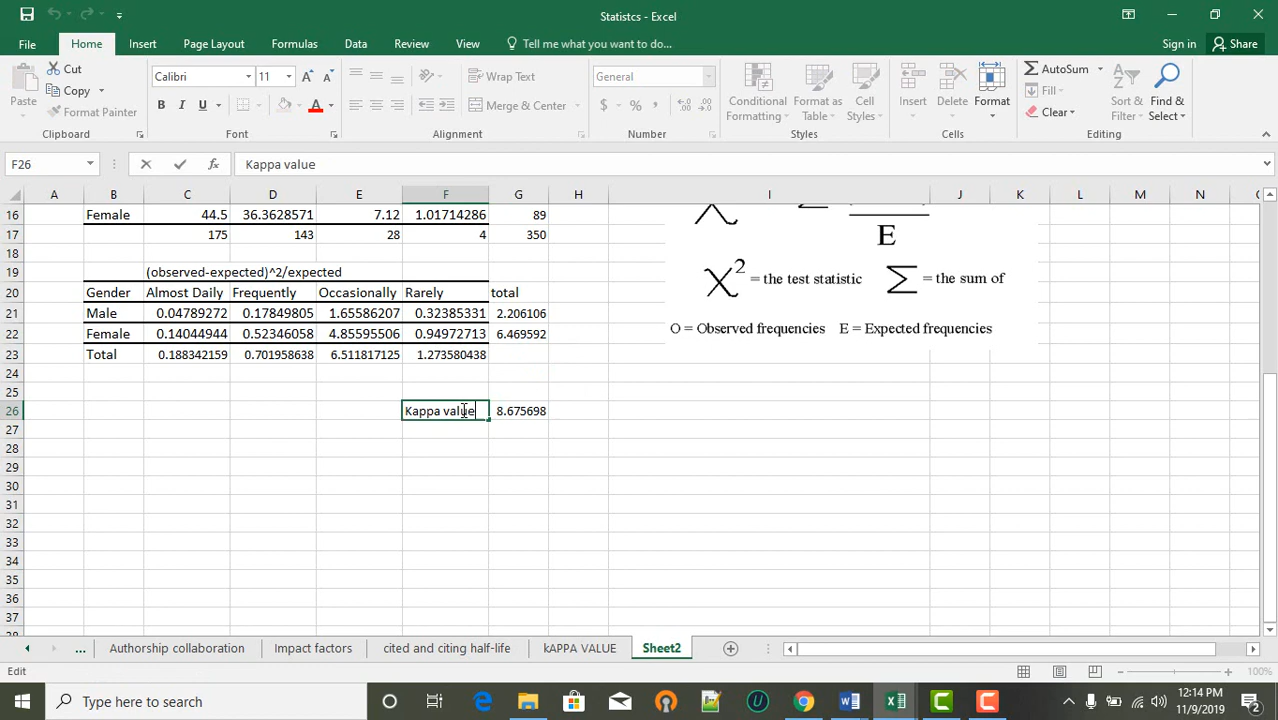 Statistcs - Excel
File Home Insert Page Layout Formulas Data Review View Tell me what you want to do... Sign in Share
Paste Cut Copy Format Painter Clipboard
Calibri 11 B I U A Font
Wrap Text Merge & Center Alignment
General $ % , Number
Conditional Formatting Formats Table Cell Styles Styles
Insert Delete Format Cells
AutoSum Fill Clear Sort & Filter Find & Select Editing
F26 fx Kappa value
A B C D E F G H I J K L M N
16 Female 44.5 36.3628571 7.12 1.01714286 89
17 175 143 28 4 350
E
18
19 (observed-expected)^2/expected
χ2 = the test statistic Σ = the sum of
20 Gender Almost Daily Frequently Occasionally Rarely total
21 Male 0.04789272 0.17849805 1.65586207 0.32385331 2.206106
O = Observed frequencies E = Expected frequencies
22 Female 0.14044944 0.52346058 4.85595506 0.94972713 6.469592
23 Total 0.188342159 0.701958638 6.511817125 1.273580438
24
25
26 Kappa value 8.675698
27
28
29
30
31
32
33
34
35
36
37
... Authorship collaboration Impact factors cited and citing half-life kAPPA VALUE Sheet2
Edit 100%
Type here to search
12:14 PM
11/9/2019
2